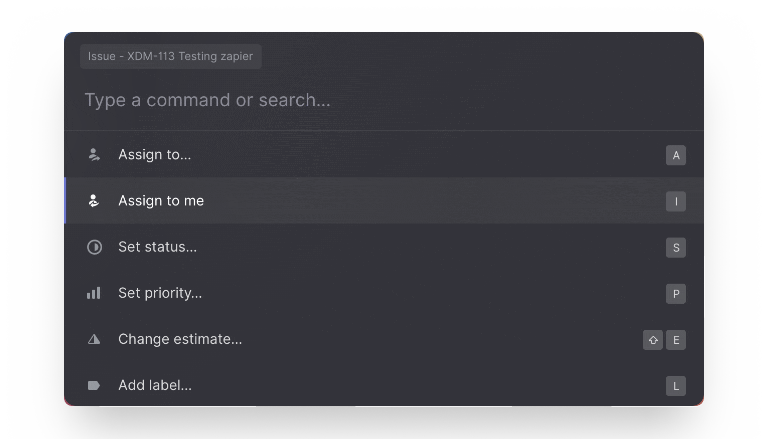 Issue - XDM-113 Testing zapier
Type a command or search...
Assign to... A
Assign to me I
Set status... S
Set priority... P
Change estimate... ⇧ E
Add label... L